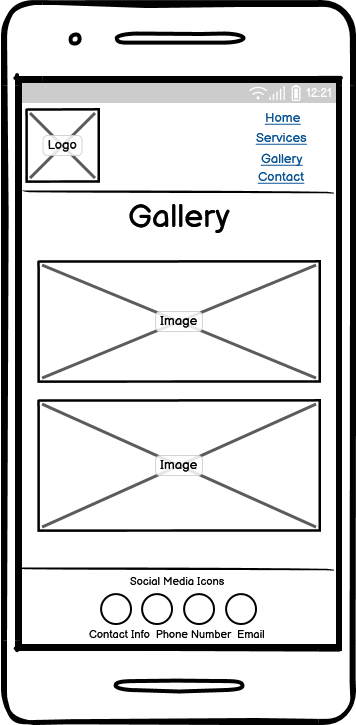 12:21
Logo
Home
Services
Gallery
Contact
Gallery
Image
Image
Social Media Icons
Contact Info Phone Number Email